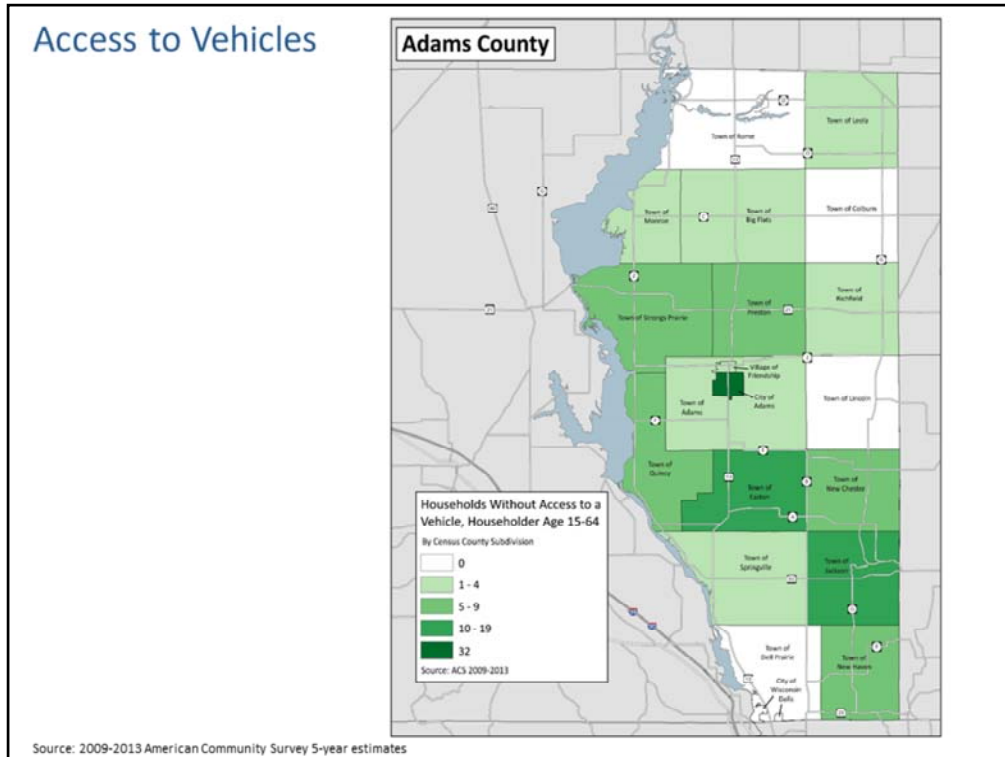 Access to Vehicles
Adams County
Town of Rome
Town of Leola
Town of
Monroe
Town of
Big Flats
Town of Colburn
Town of
Richfield
Town of Strongs Prairie
Town of
Preston
Village of
Friendship
City of
Adams
Town of
Adams
Town of Lincoln
Town of
Quincy
Town of
Easton
Town of
New Chester
Town of
Springville
Town of
Jackson
Town of
Dell Prairie
Town of
New Haven
City of
Wisconsin
Dells
Households Without Access to a
Vehicle, Householder Age 15-64
By Census County Subdivision
0
1 - 4
5 - 9
10 - 19
32
Source: ACS 2009-2013
Source: 2009-2013 American Community Survey 5-year estimates